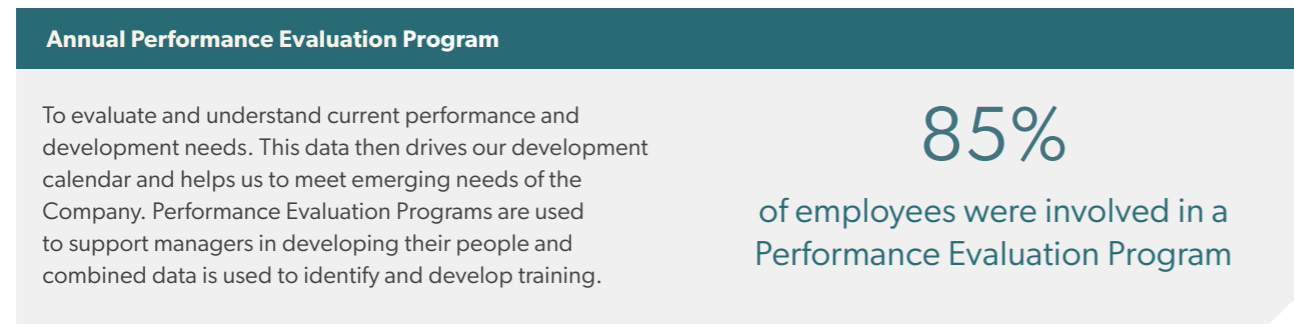 Annual Performance Evaluation Program
To evaluate and understand current performance and
development needs. This data then drives our development
calendar and helps us to meet emerging needs of the
Company. Performance Evaluation Programs are used
to support managers in developing their people and
combined data is used to identify and develop training.
85%
of employees were involved in a
Performance Evaluation Program